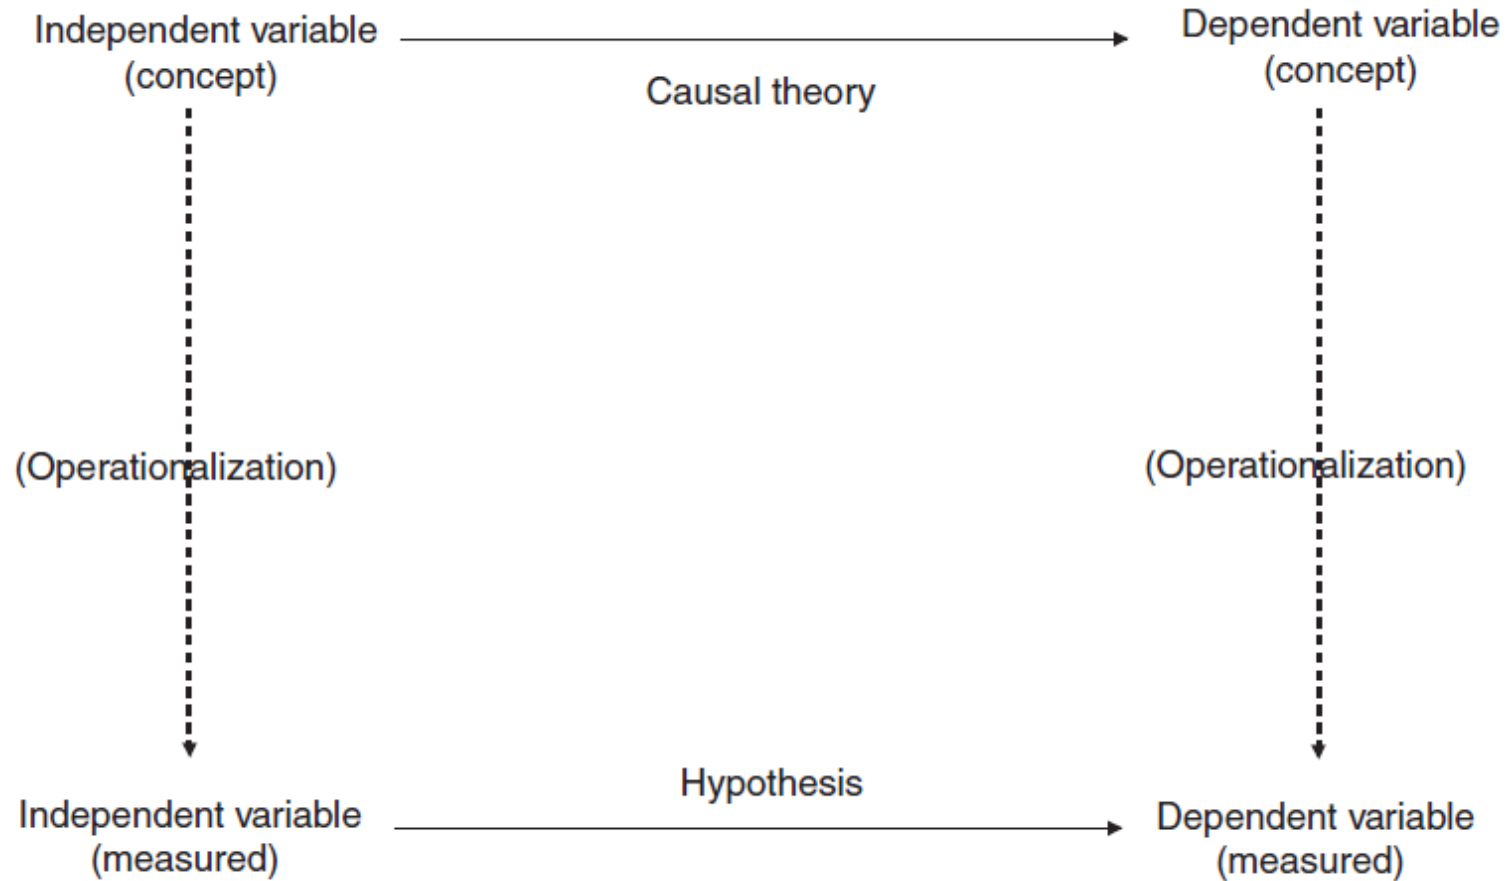 Independent variable
(concept)
Causal theory
Dependent variable
(concept)
(Operationalization)
(Operationalization)
Independent variable
(measured)
Hypothesis
Dependent variable
(measured)